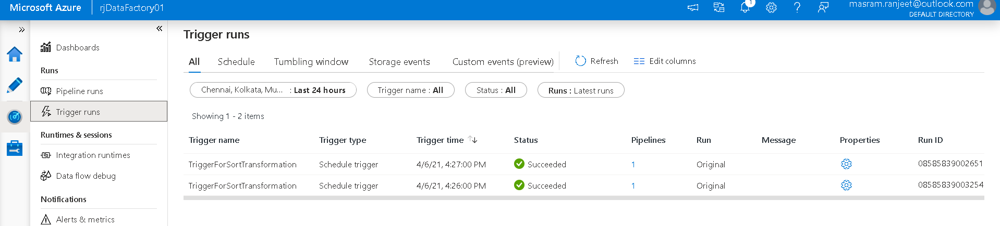 Microsoft Azure
rjDataFactory01
1
masram.ranjeet@outlook.com
DEFAULT DIRECTORY
Dashboards
Runs
Pipeline runs
Trigger runs
Runtimes & sessions
Integration runtimes
Data flow debug
Notifications
Alerts & metrics
Trigger runs
All Schedule Tumbling window Storage events Custom events (preview) Refresh Edit columns
Chennai, Kolkata, Mu... : Last 24 hours Trigger name : All Status : All Runs : Latest runs
Showing 1 - 2 items
Trigger name Trigger type Trigger time Status Pipelines Run Message Properties Run ID
TriggerForSortTransformation Schedule trigger 4/6/21, 4:27:00 PM Succeeded 1 Original 08585839002651
TriggerForSortTransformation Schedule trigger 4/6/21, 4:26:00 PM Succeeded 1 Original 08585839003254